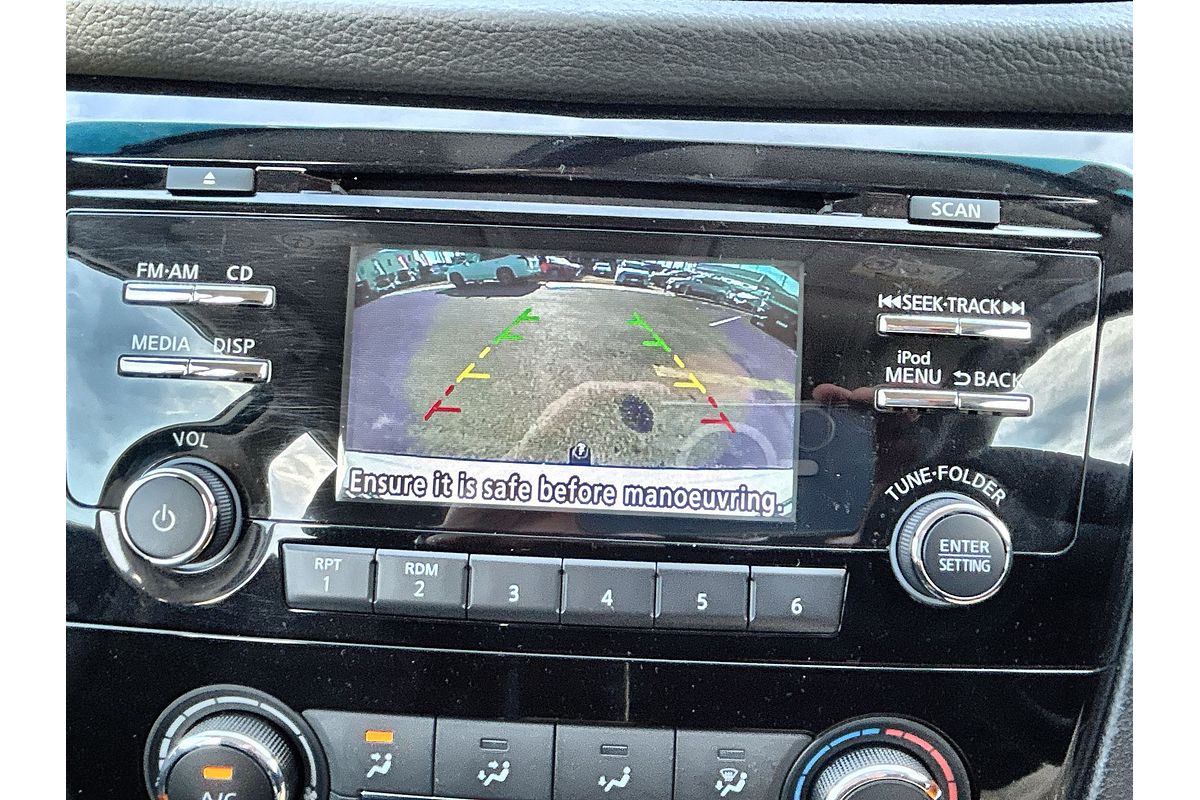 SCAN
FM·AM CD
SEEK·TRACK
MEDIA DISP
iPod
MENU BACK
VOL
Ensure it is safe before manoeuvring.
TUNE·FOLDER
ENTER
SETTING
RPT RDM
1 2 3 4 5 6
A/C